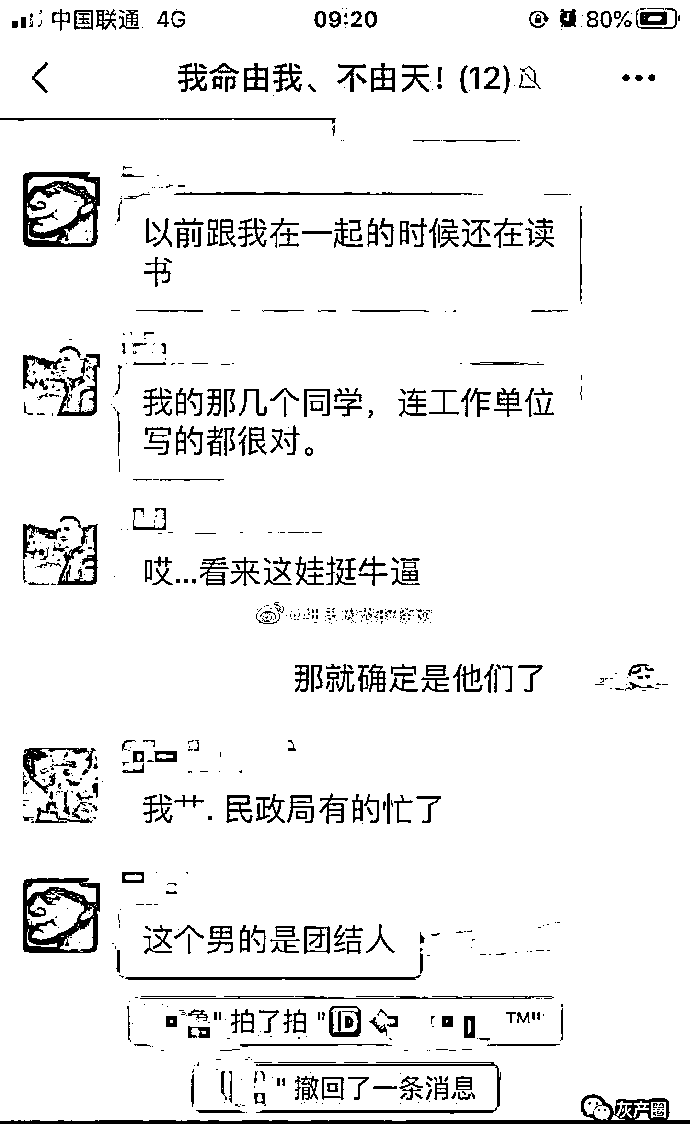 中国联通 4G 09:20 80%
我命由我、不由天！(12)
以前跟我在一起的时候还在读
书
我的那几个同学，连工作单位
写的都很对。
哎...看来这娃挺牛逼
那就确定是他们了
我艹. 民政局有的忙了
这个男的是团结人
" 拍了拍 "ID ™"
" 撤回了一条消息
灰产圈